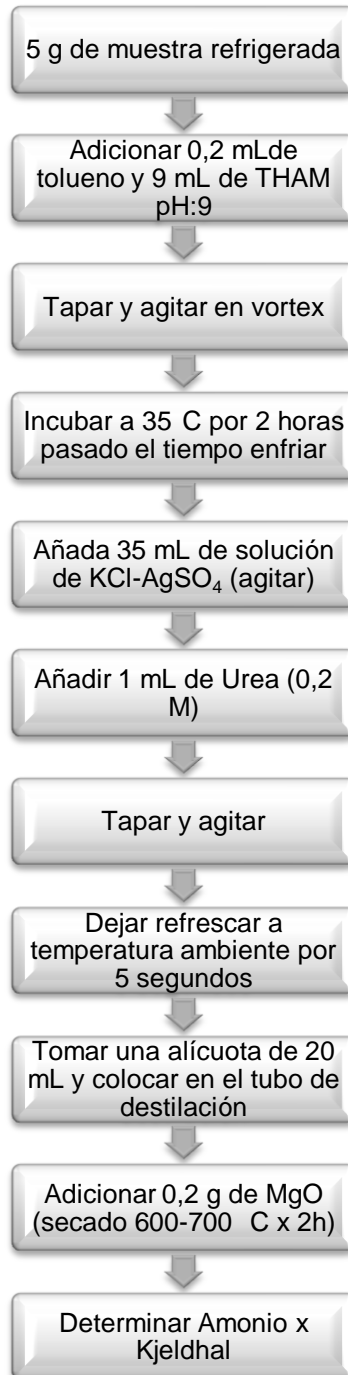 5 g de muestra refrigerada
Adicionar 0,2 mLde
tolueno y 9 mL de THAM
pH:9
Tapar y agitar en vortex
Incubar a 35 C por 2 horas
pasado el tiempo enfriar
Añada 35 mL de solución
de KCl-AgSO₄ (agitar)
Añadir 1 mL de Urea (0,2
M)
Tapar y agitar
Dejar refrescar a
temperatura ambiente por
5 segundos
Tomar una alícuota de 20
mL y colocar en el tubo de
destilación
Adicionar 0,2 g de MgO
(secado 600-700 C x 2h)
Determinar Amonio x
Kjeldhal